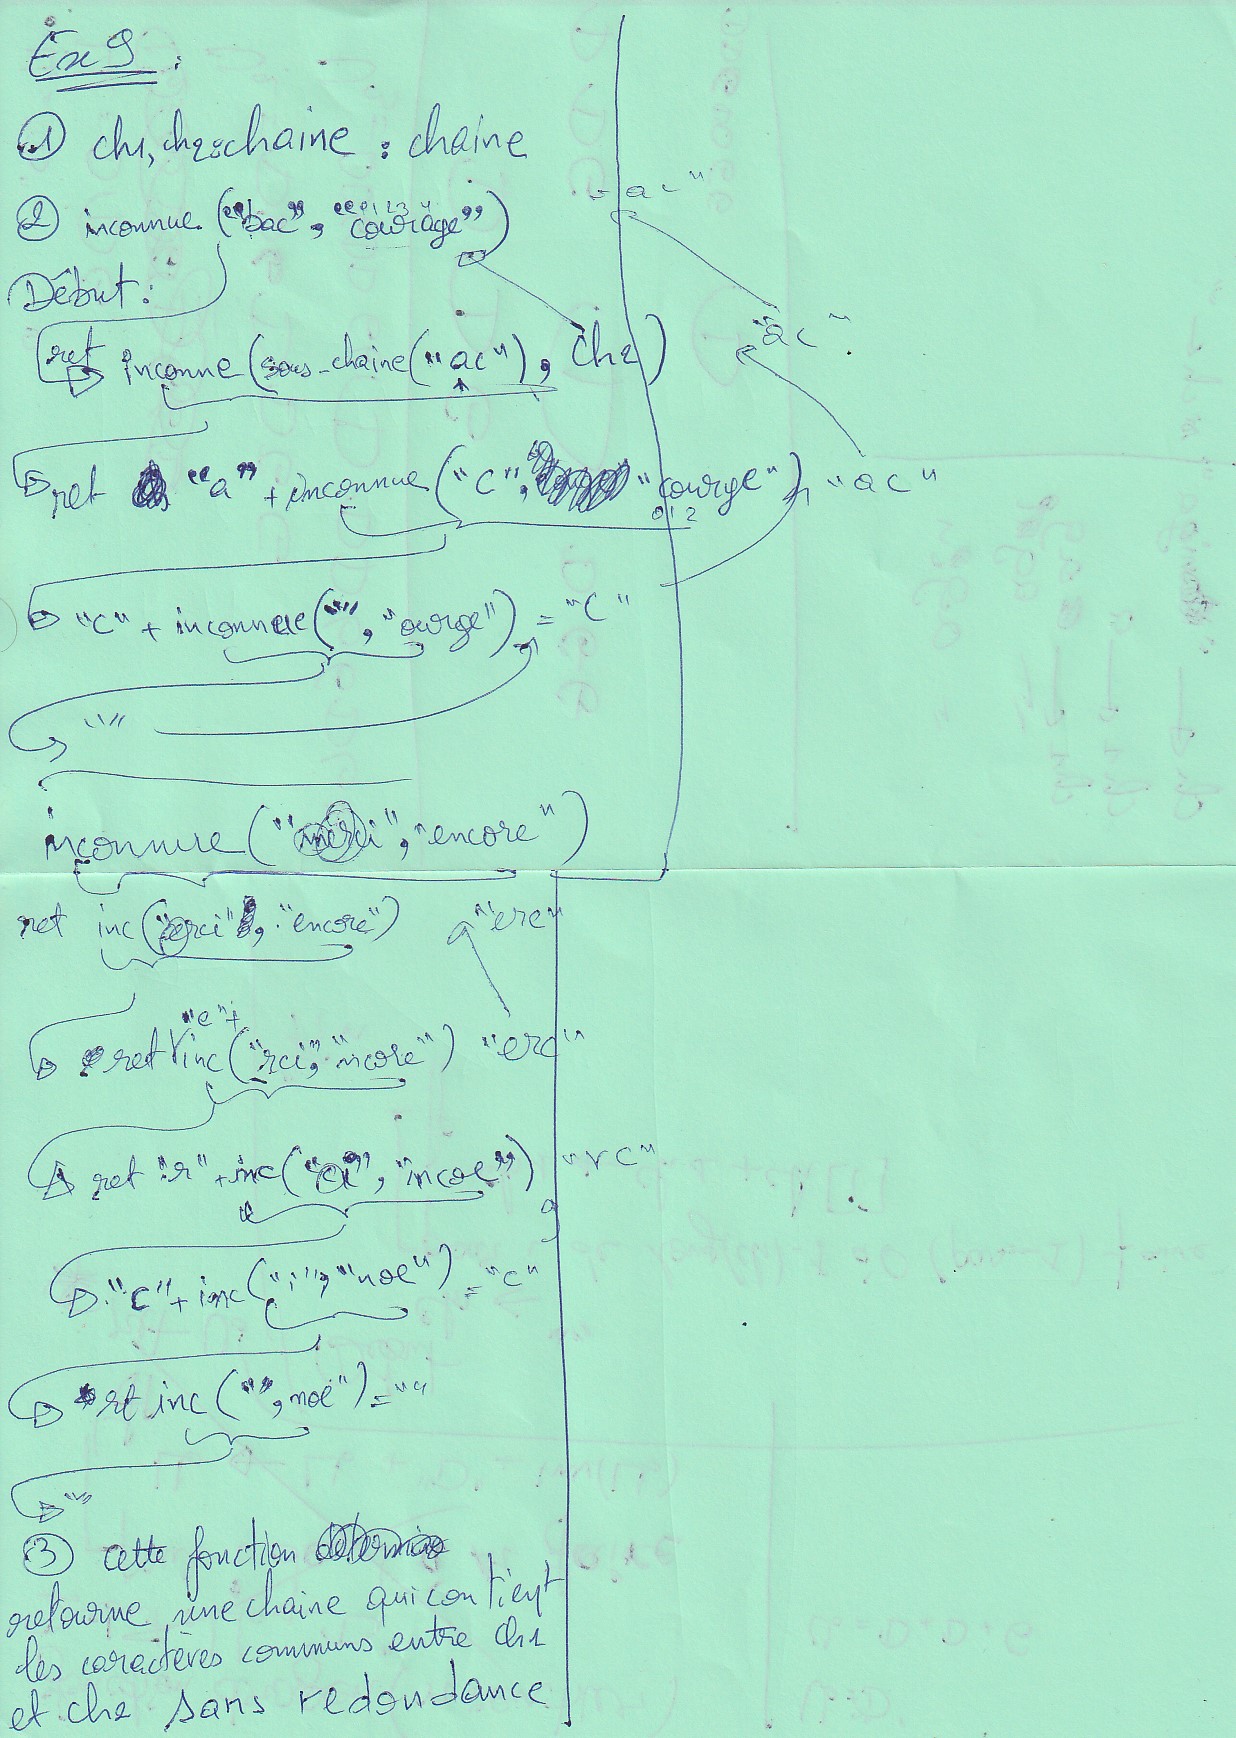 Ex 9 :
① ch1, ch2 : chaine : chaine
② inconnue ("bac", "courage")
0 1 2 3 4
"ac"
Début :
ret inconne (sous-chaine ("ac"), Ch2)
"ac"
ret "a" + inconnue ("c", "courge") "ac"
0 1 2
"c" + inconnue ("", "ourge") = "c"
""
inconnue ("merci", "encore")
ret inc ("erci", "encore") "erc"
ret "e" + inc ("rci", "ncore") "erc"
ret "r" + inc ("ci", "ncoe") "rc"
"c" + inc ("i", "noe") = "c"
ret inc ("", noe") = ""
""
③ cette fonction
retourne une chaine qui contient
les caractères communs entre ch1
et ch2 sans redondance